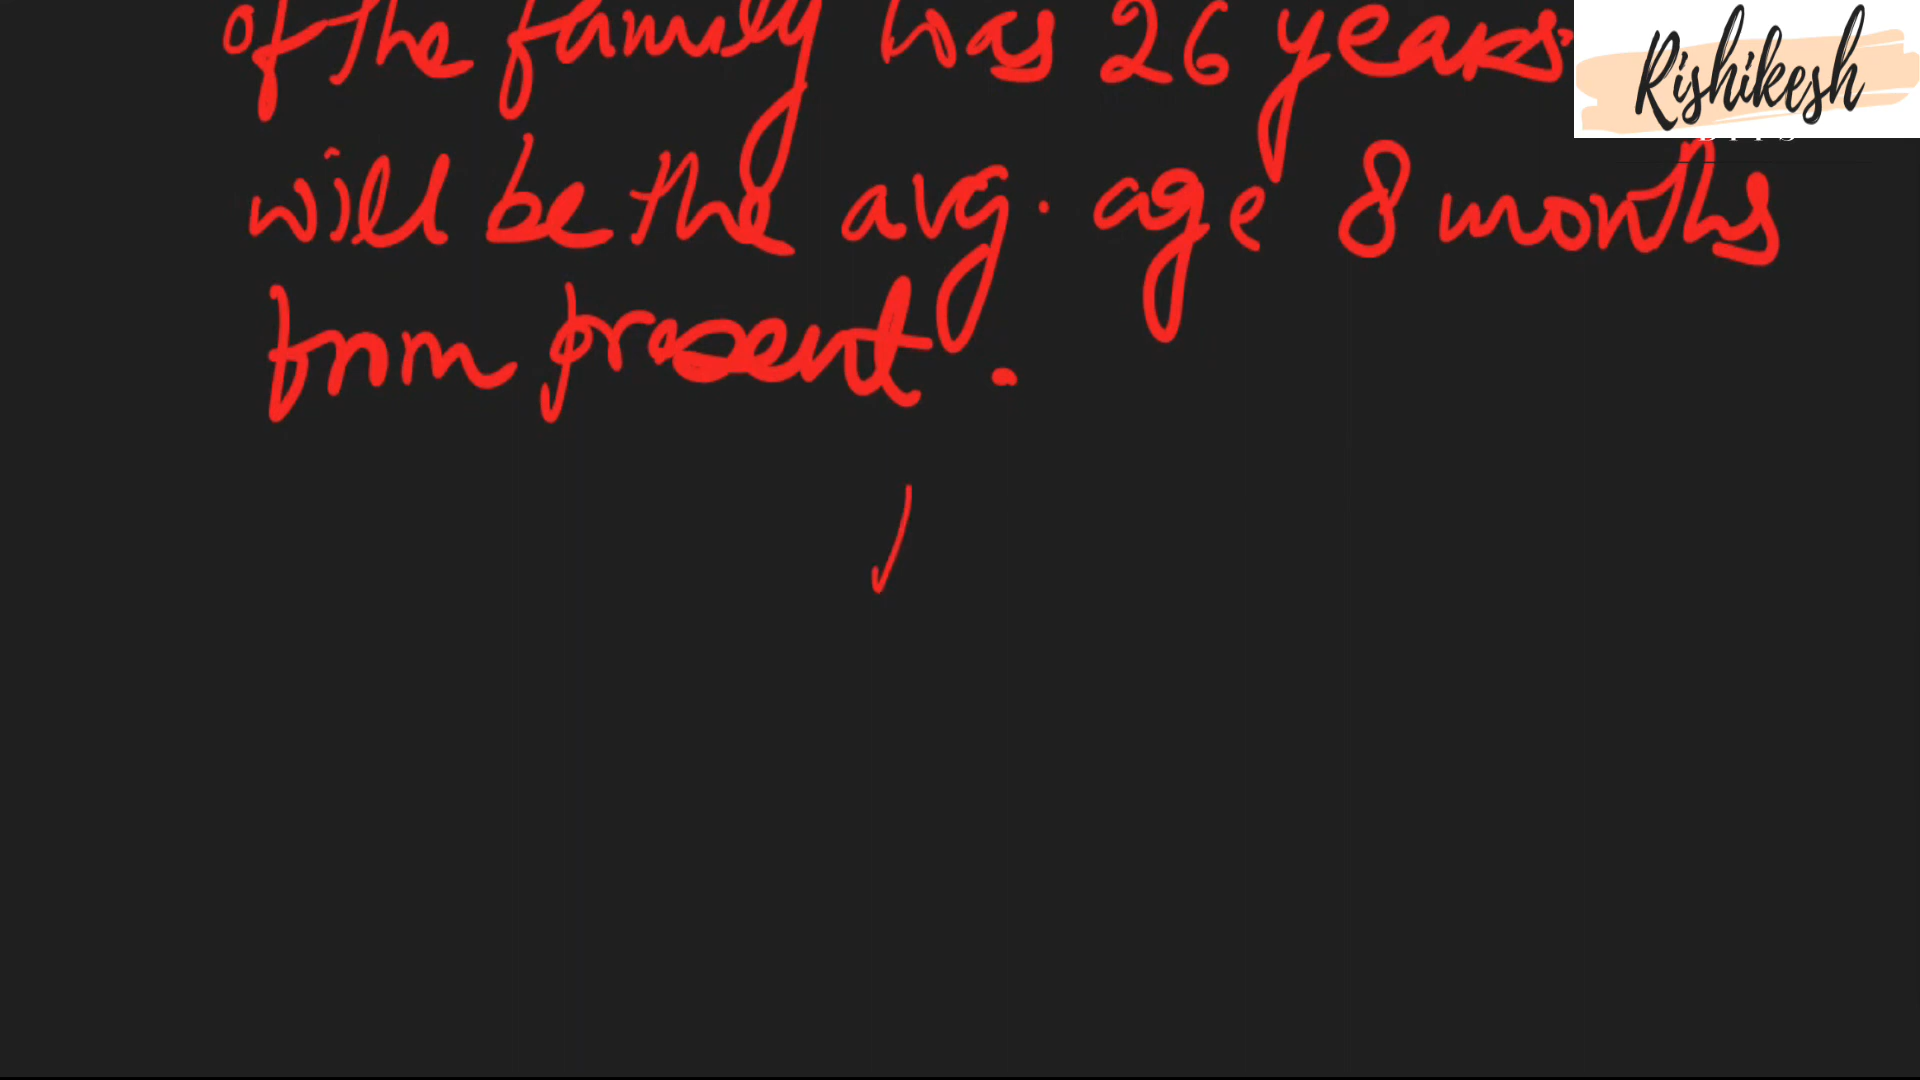 of the family was 26 years.
Rishikesh
will be the avg. age 8 months
from present.